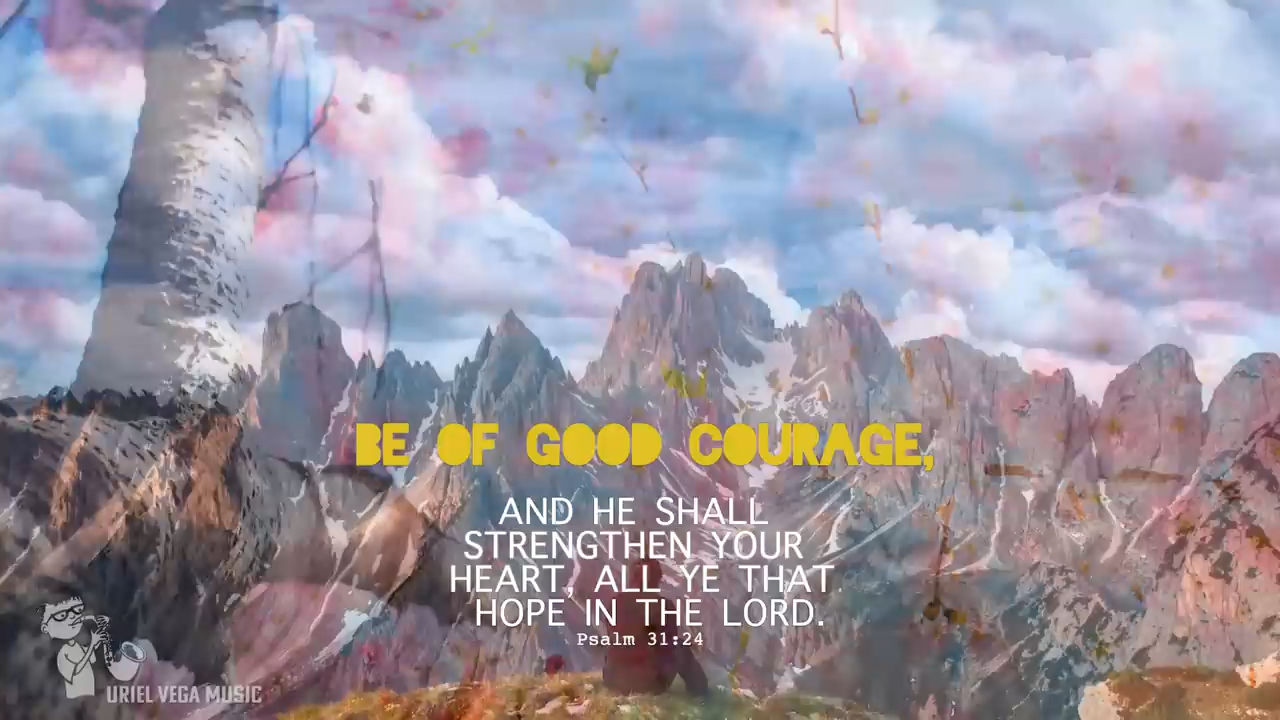 BE OF GOOD COURAGE,
AND HE SHALL
STRENGTHEN YOUR
HEART, ALL YE THAT
HOPE IN THE LORD.
Psalm 31:24
URIEL VEGA MUSIC